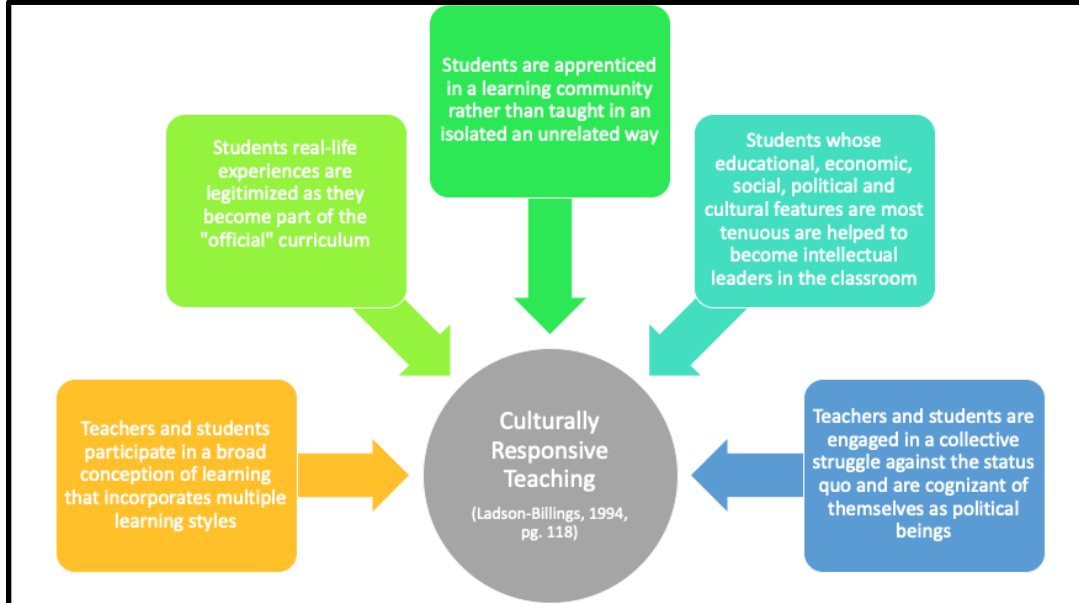 Students are apprenticed
in a learning community
rather than taught in an
isolated an unrelated way
Students real-life
experiences are
legitimized as they
become part of the
"official" curriculum
Students whose
educational, economic,
social, political and
cultural features are most
tenuous are helped to
become intellectual
leaders in the classroom
Teachers and students
participate in a broad
conception of learning
that incorporates multiple
learning styles
Culturally
Responsive
Teaching
(Ladson-Billings, 1994,
pg. 118)
Teachers and students are
engaged in a collective
struggle against the status
quo and are cognizant of
themselves as political
beings